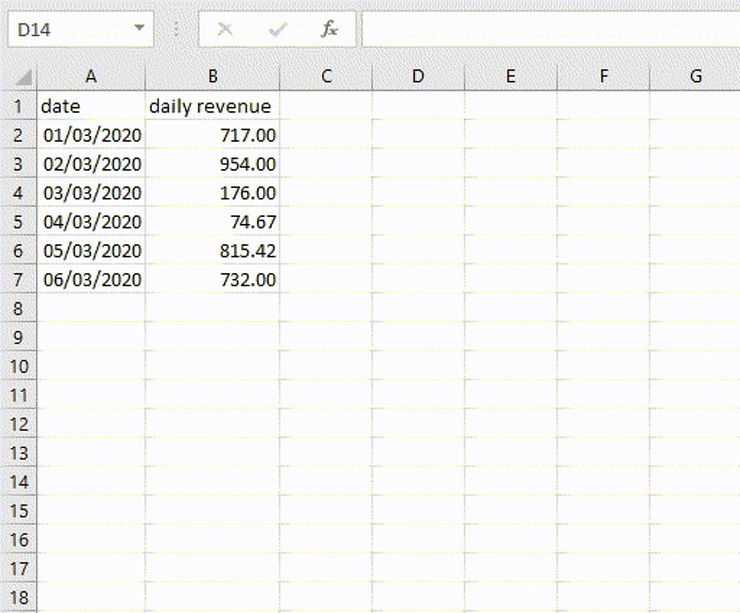 D14 fx
A B C D E F G
1 date daily revenue
2 01/03/2020 717.00
3 02/03/2020 954.00
4 03/03/2020 176.00
5 04/03/2020 74.67
6 05/03/2020 815.42
7 06/03/2020 732.00
8
9
10
11
12
13
14
15
16
17
18